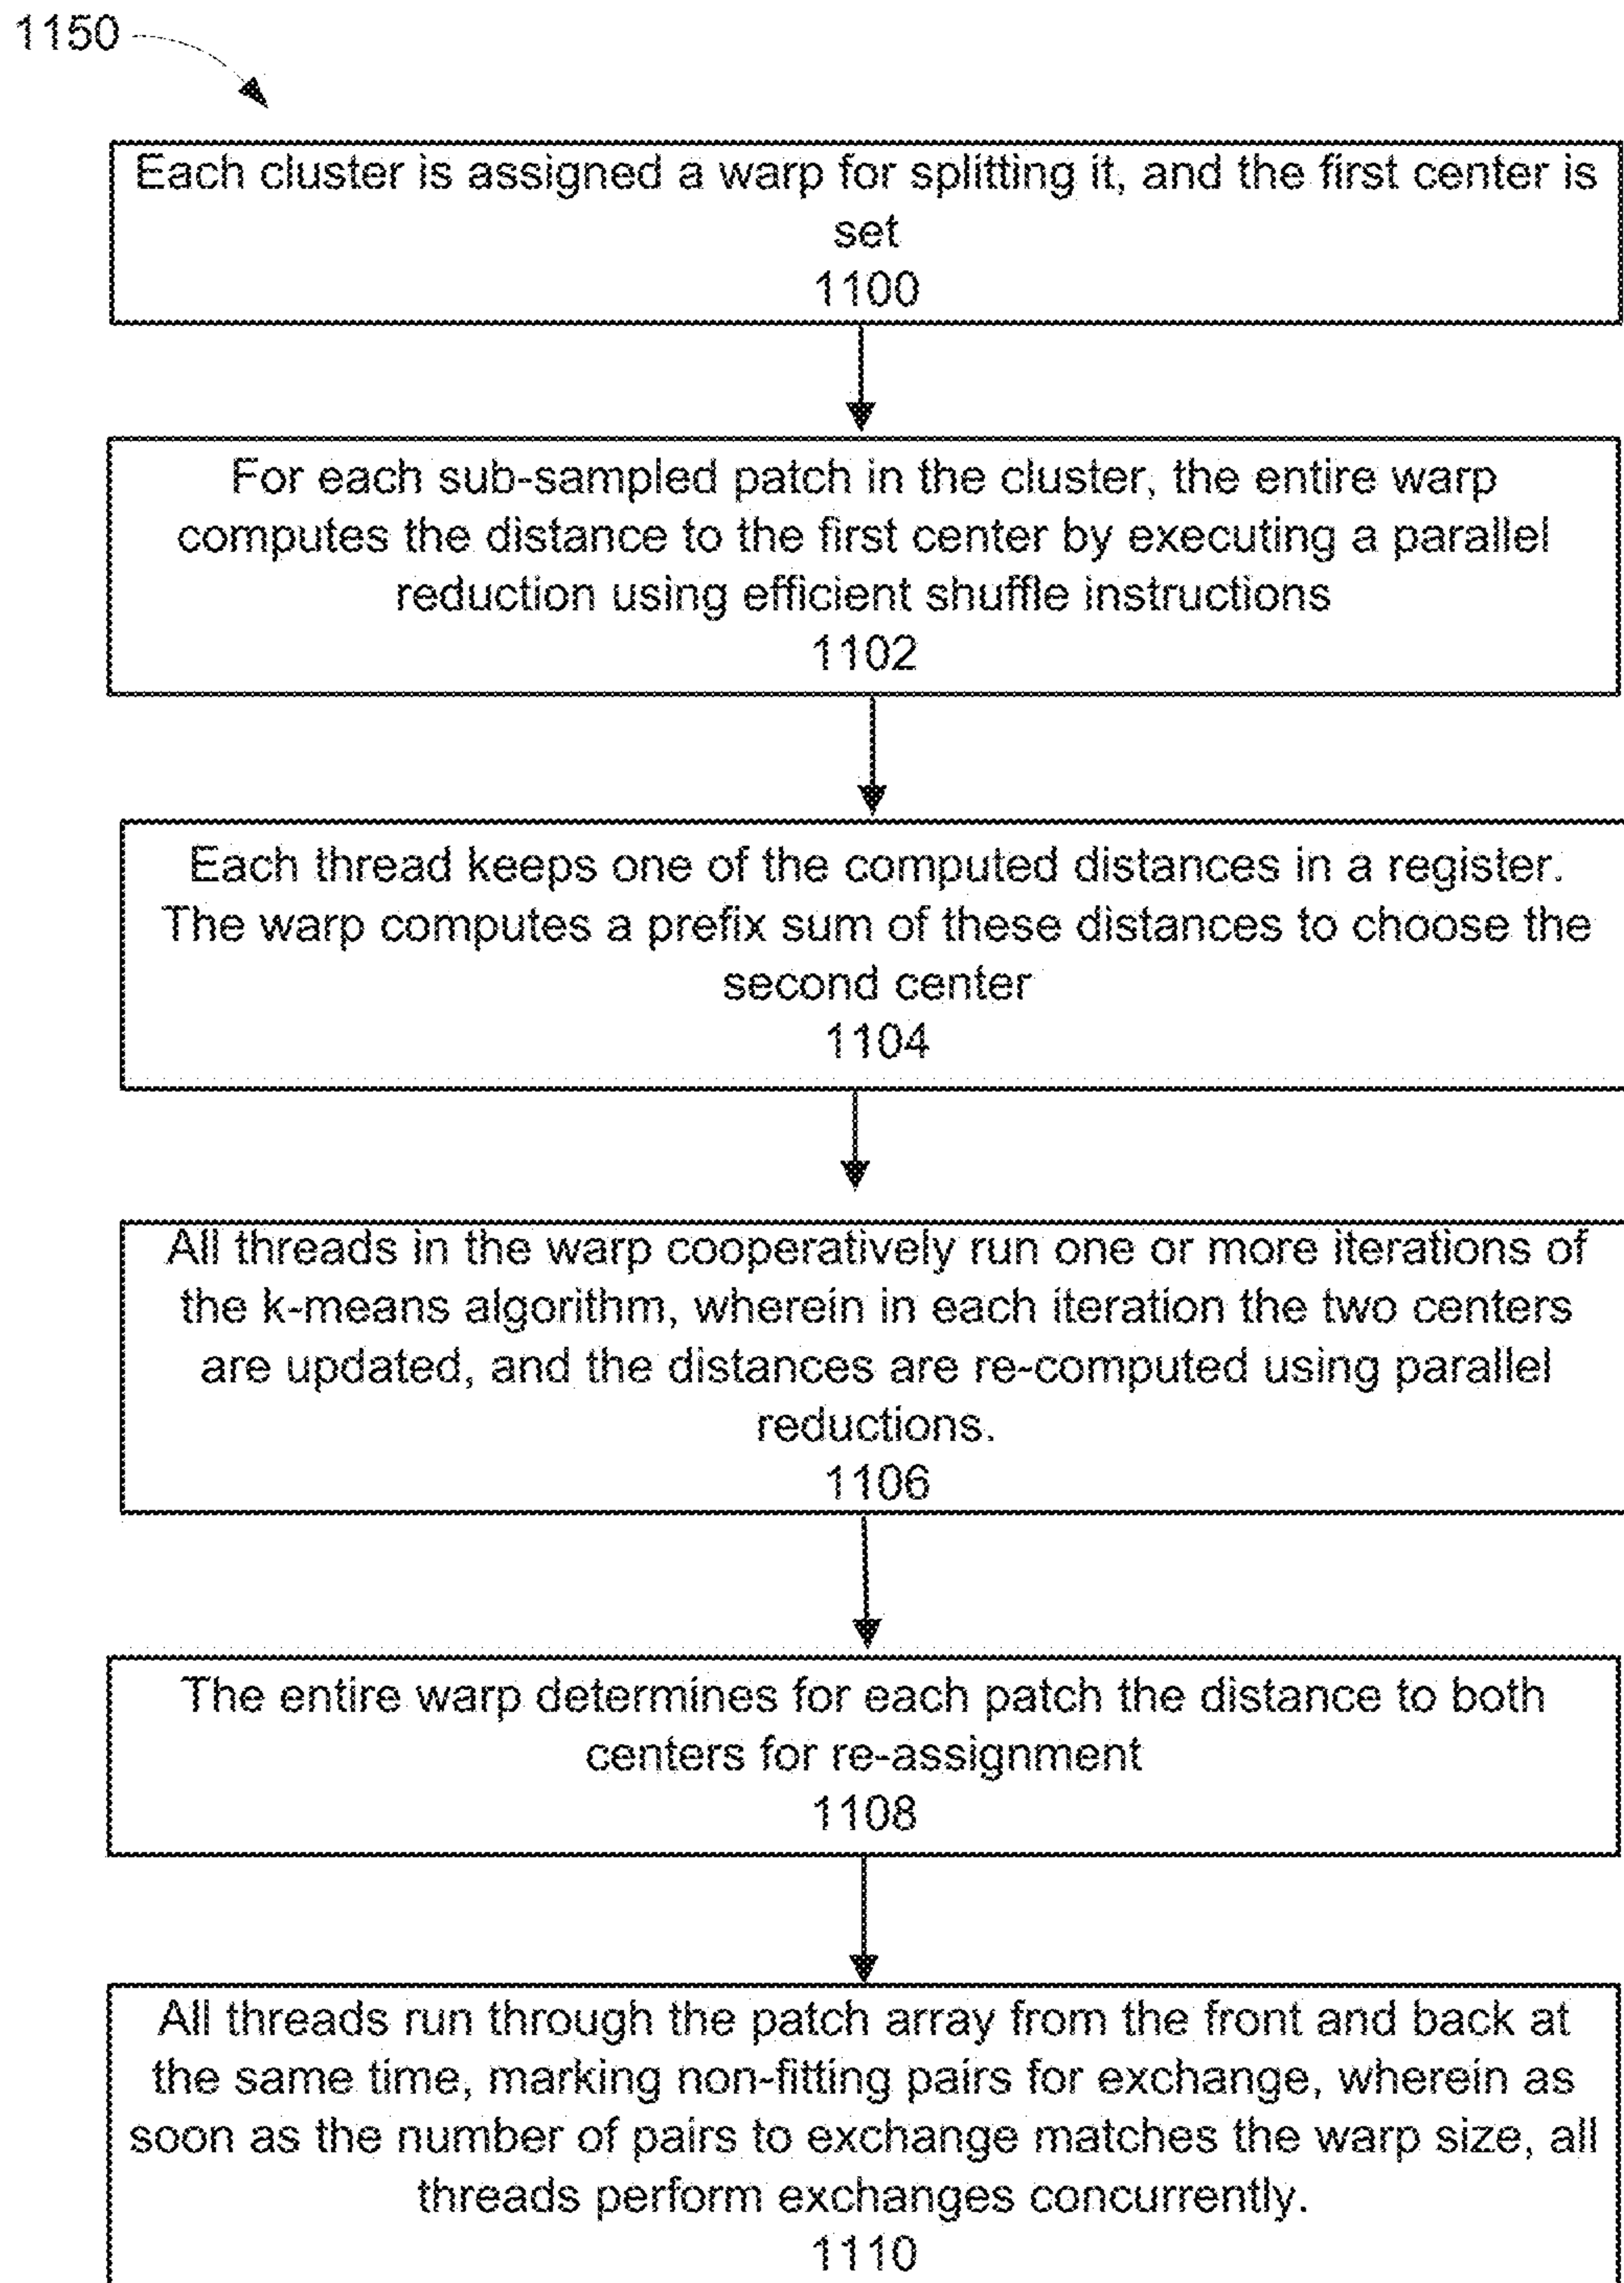 1150
Each cluster is assigned a warp for splitting it, and the first center is
set
1100
For each sub-sampled patch in the cluster, the entire warp
computes the distance to the first center by executing a parallel
reduction using efficient shuffle instructions
1102
Each thread keeps one of the computed distances in a register.
The warp computes a prefix sum of these distances to choose the
second center
1104
All threads in the warp cooperatively run one or more iterations of
the k-means algorithm, wherein in each iteration the two centers
are updated, and the distances are re-computed using parallel
reductions.
1106
The entire warp determines for each patch the distance to both
centers for re-assignment
1108
All threads run through the patch array from the front and back at
the same time, marking non-fitting pairs for exchange, wherein as
soon as the number of pairs to exchange matches the warp size, all
threads perform exchanges concurrently.
1110